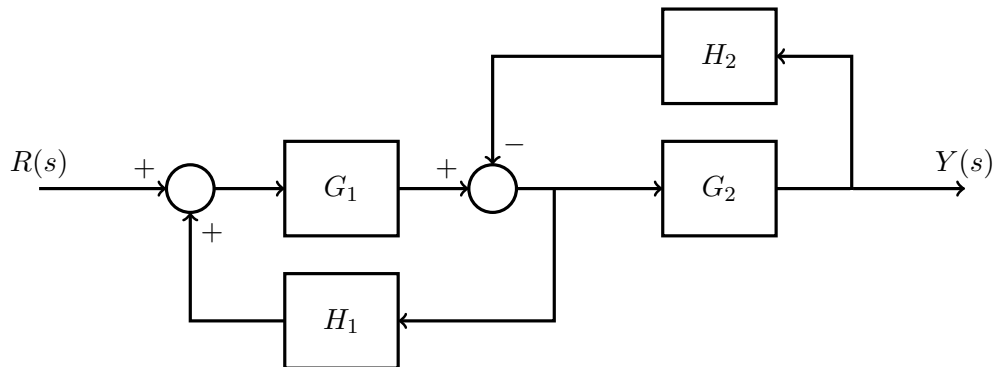 H₂
−
R(s) + G₁ + G₂ Y(s)
+
H₁